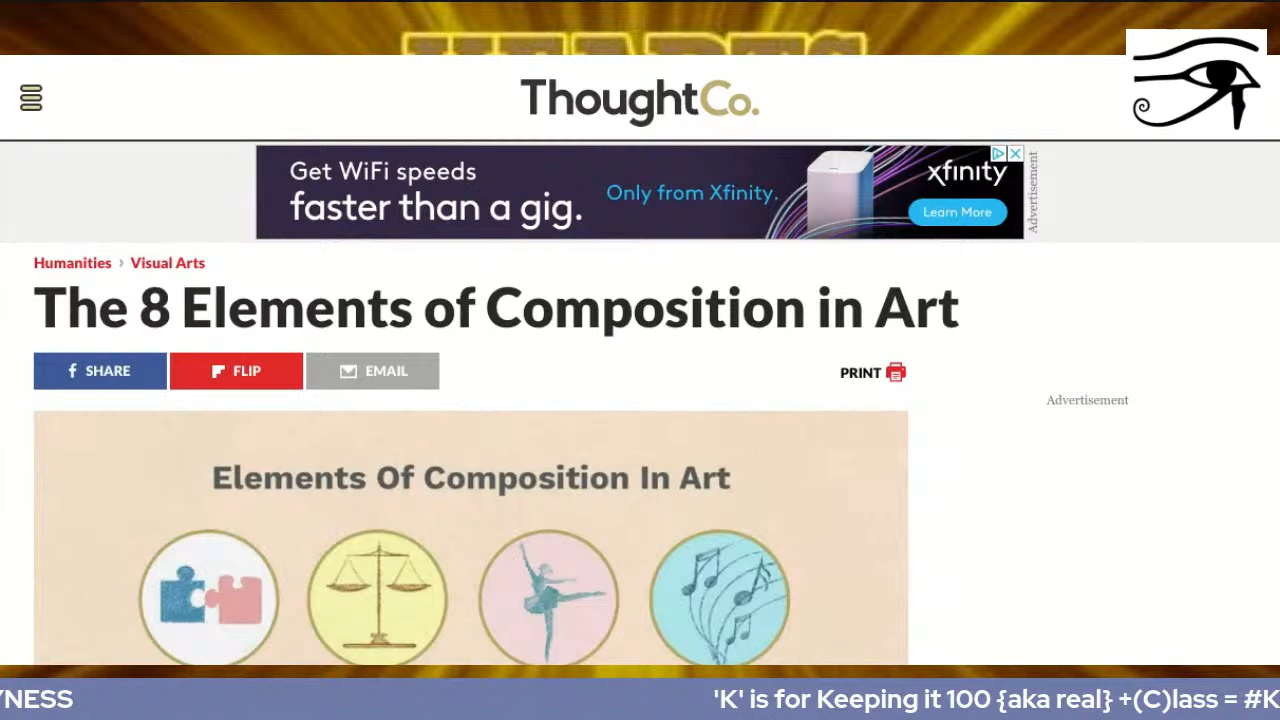 HEARTS
ThoughtCo.
Get WiFi speeds
faster than a gig.
Only from Xfinity.
xfinity
Learn More
Advertisement
Humanities › Visual Arts
The 8 Elements of Composition in Art
SHARE
FLIP
EMAIL
PRINT
Advertisement
Elements Of Composition In Art
YNESS
'K' is for Keeping it 100 {aka real} +(C)lass = #K